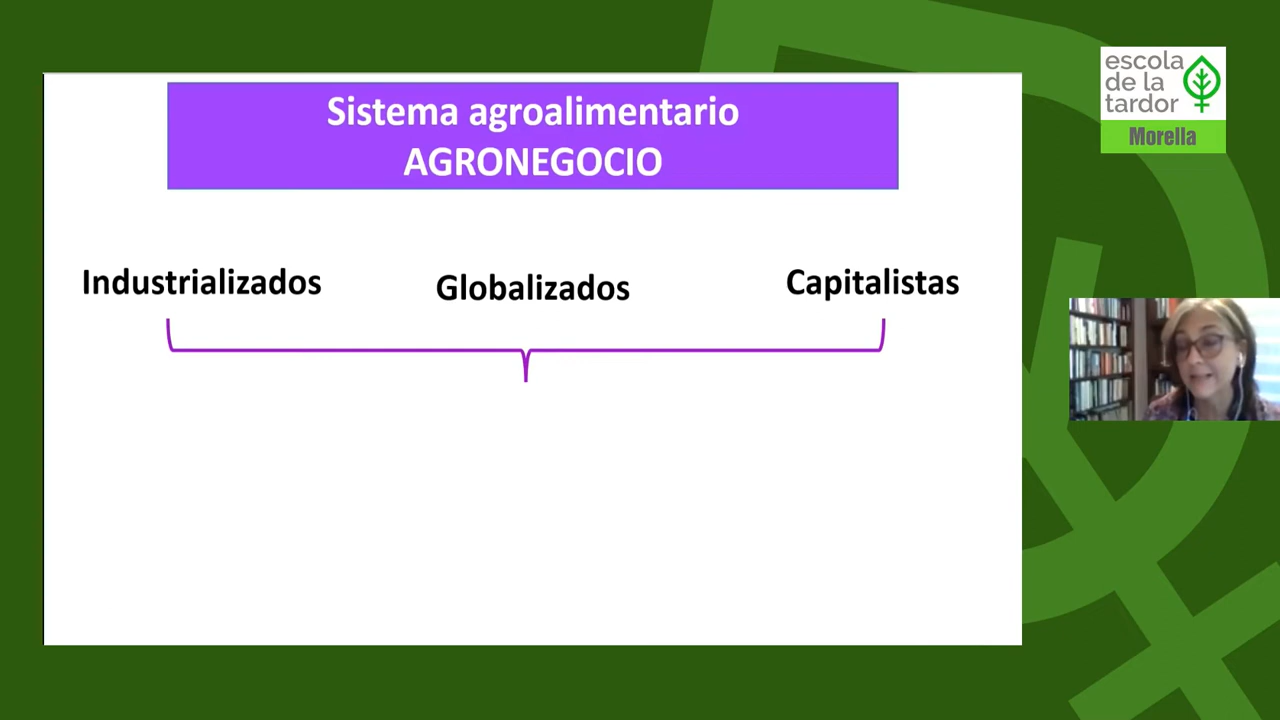 Sistema agroalimentario
AGRONEGOCIO
Industrializados
Globalizados
Capitalistas
escola
de la
tardor
Morella